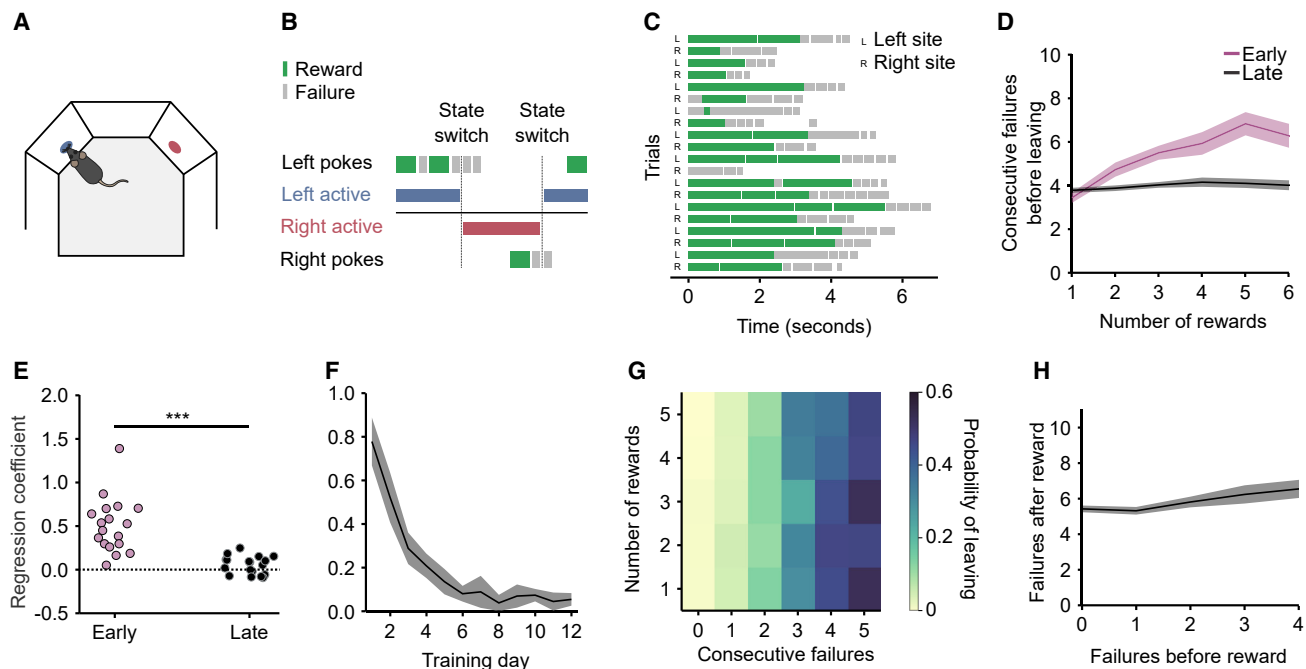 A
B
Reward
Failure
State
switch
State
switch
Left pokes
Left active
Right active
Right pokes
C
L Left site
R Right site
L
R
L
R
L
R
L
R
L
R
L
R
L
R
L
R
L
R
L
R
Trials
0 2 4 6
Time (seconds)
D
Early
Late
Consecutive failures
before leaving
10
8
6
4
2
0
1 2 3 4 5 6
Number of rewards
E
Regression coefficient
2.0
1.5
1.0
0.5
0.0
-0.5
***
Early Late
F
1.0
0.8
0.6
0.4
0.2
0.0
2 4 6 8 10 12
Training day
G
Number of rewards
5
4
3
2
1
0 1 2 3 4 5
Consecutive failures
0.6
0.4
0.2
0
Probability of leaving
H
Failures after reward
10
8
6
4
2
0
0 1 2 3 4
Failures before reward